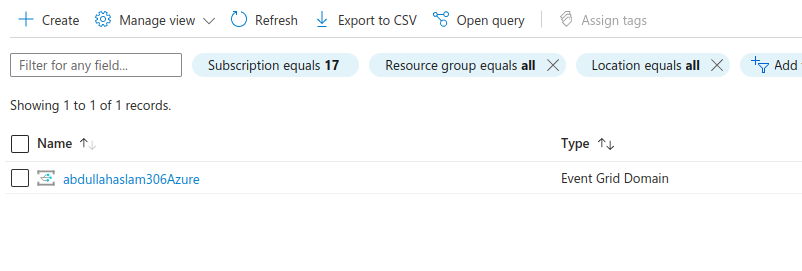 Create Manage view Refresh Export to CSV Open query Assign tags
Filter for any field... Subscription equals 17 Resource group equals all Location equals all Add
Showing 1 to 1 of 1 records.
Name Type
abdullahaslam306Azure Event Grid Domain